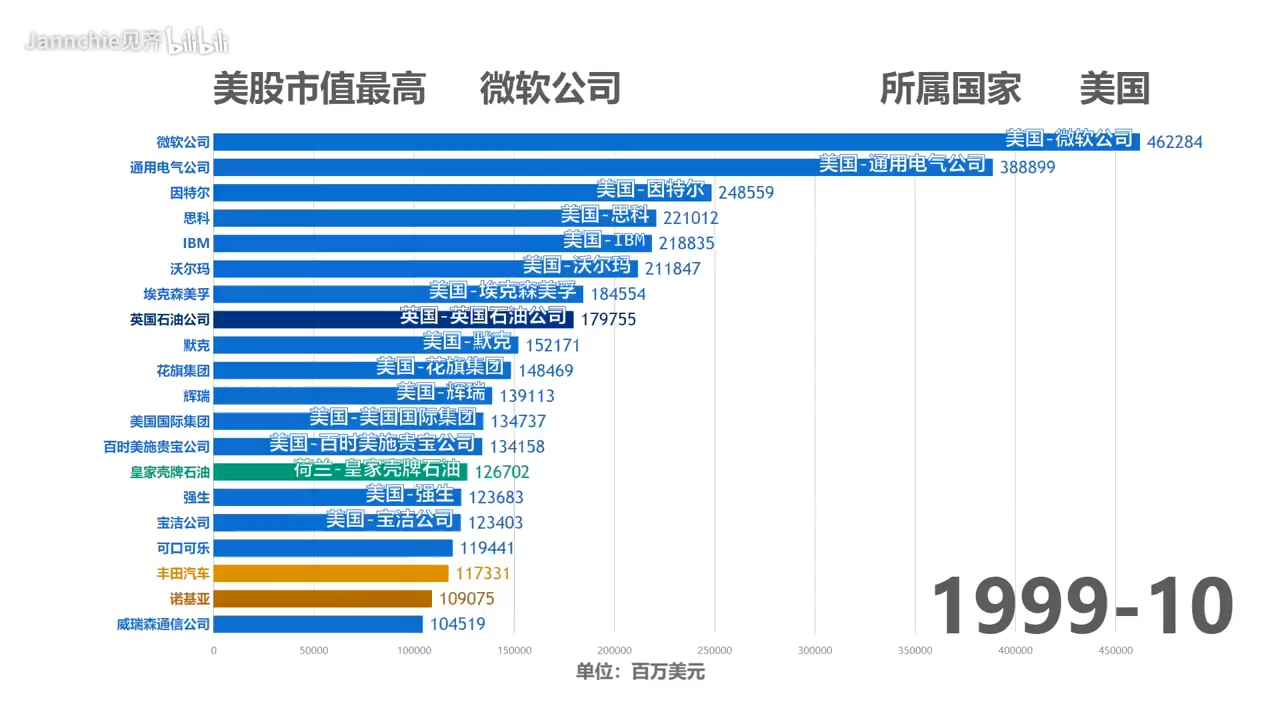 Jannchie见齐 bilibili
美股市值最高 微软公司 所属国家 美国
微软公司 美国-微软公司 462284
通用电气公司 美国-通用电气公司 388899
因特尔 美国-因特尔 248559
思科 美国-思科 221012
IBM 美国-IBM 218835
沃尔玛 美国-沃尔玛 211847
埃克森美孚 美国-埃克森美孚 184554
英国石油公司 英国-英国石油公司 179755
默克 美国-默克 152171
花旗集团 美国-花旗集团 148469
辉瑞 美国-辉瑞 139113
美国国际集团 美国-美国国际集团 134737
百时美施贵宝公司 美国-百时美施贵宝公司 134158
皇家壳牌石油 荷兰-皇家壳牌石油 126702
强生 美国-强生 123683
宝洁公司 美国-宝洁公司 123403
可口可乐 119441
丰田汽车 117331
诺基亚 109075
威瑞森通信公司 104519
1999-10
0 50000 100000 150000 200000 250000 300000 350000 400000 450000
单位：百万美元